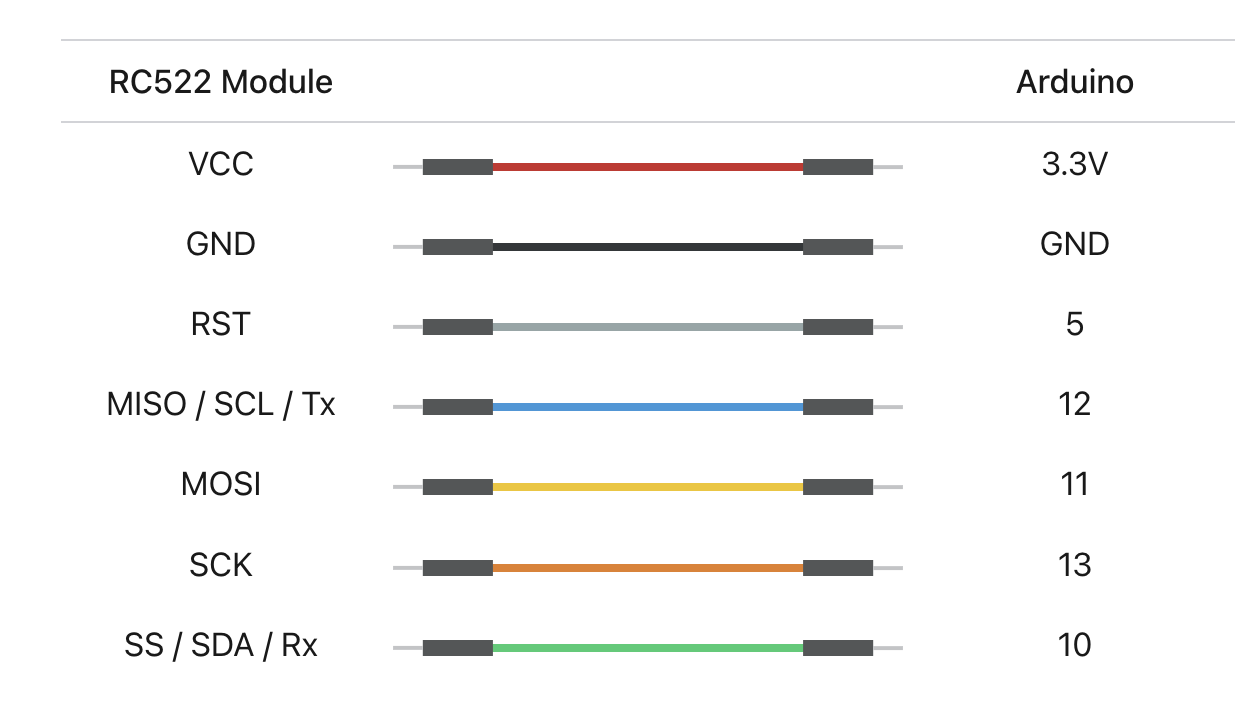 RC522 Module Arduino
VCC 3.3V
GND GND
RST 5
MISO / SCL / Tx 12
MOSI 11
SCK 13
SS / SDA / Rx 10